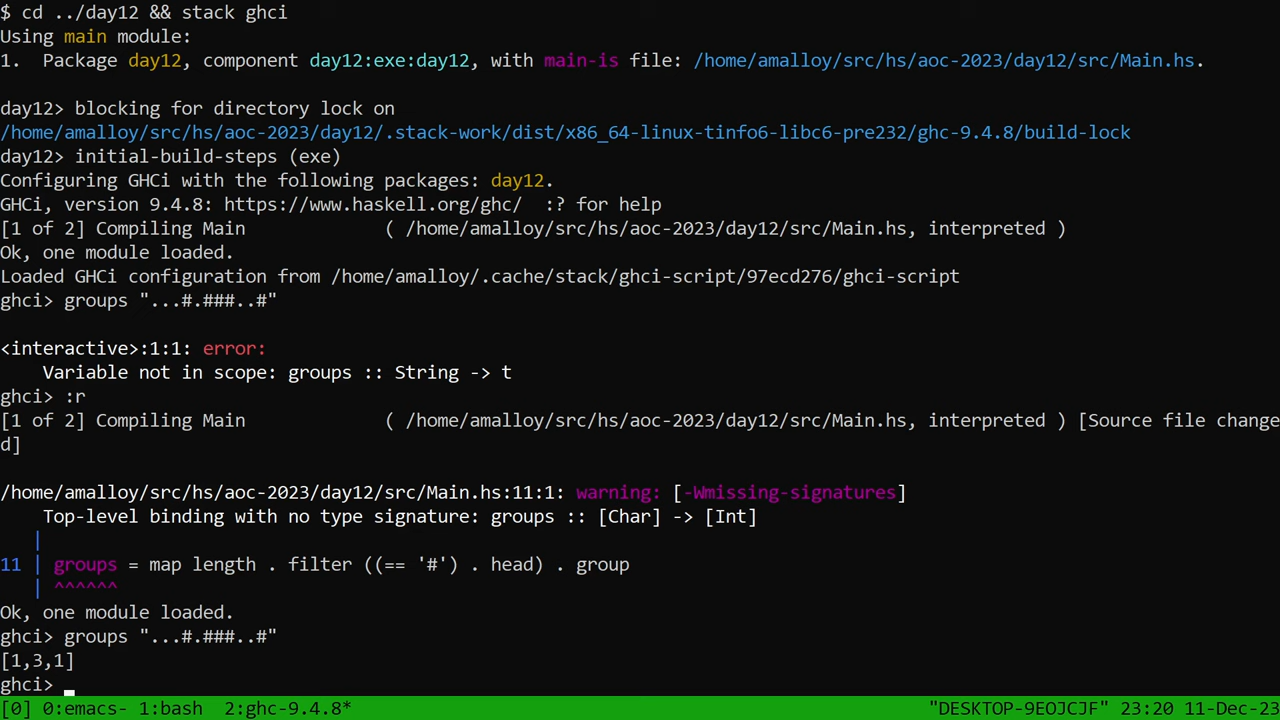 $ cd ../day12 && stack ghci
Using main module:
1.  Package day12, component day12:exe:day12, with main-is file: /home/amalloy/src/hs/aoc-2023/day12/src/Main.hs.
day12> blocking for directory lock on
/home/amalloy/src/hs/aoc-2023/day12/.stack-work/dist/x86_64-linux-tinfo6-libc6-pre232/ghc-9.4.8/build-lock
day12> initial-build-steps (exe)
Configuring GHCi with the following packages: day12.
GHCi, version 9.4.8: https://www.haskell.org/ghc/  :? for help
[1 of 2] Compiling Main             ( /home/amalloy/src/hs/aoc-2023/day12/src/Main.hs, interpreted )
Ok, one module loaded.
Loaded GHCi configuration from /home/amalloy/.cache/stack/ghci-script/97ecd276/ghci-script
ghci> groups "...#.###..#"
<interactive>:1:1: error:
    Variable not in scope: groups :: String -> t
ghci> :r
[1 of 2] Compiling Main             ( /home/amalloy/src/hs/aoc-2023/day12/src/Main.hs, interpreted ) [Source file change
d]
/home/amalloy/src/hs/aoc-2023/day12/src/Main.hs:11:1: warning: [-Wmissing-signatures]
    Top-level binding with no type signature: groups :: [Char] -> [Int]
   |
11 | groups = map length . filter ((== '#') . head) . group
   | ^^^^^^
Ok, one module loaded.
ghci> groups "...#.###..#"
[1,3,1]
ghci>
[0] 0:emacs- 1:bash  2:ghc-9.4.8* "DESKTOP-9EOJCJF" 23:20 11-Dec-23